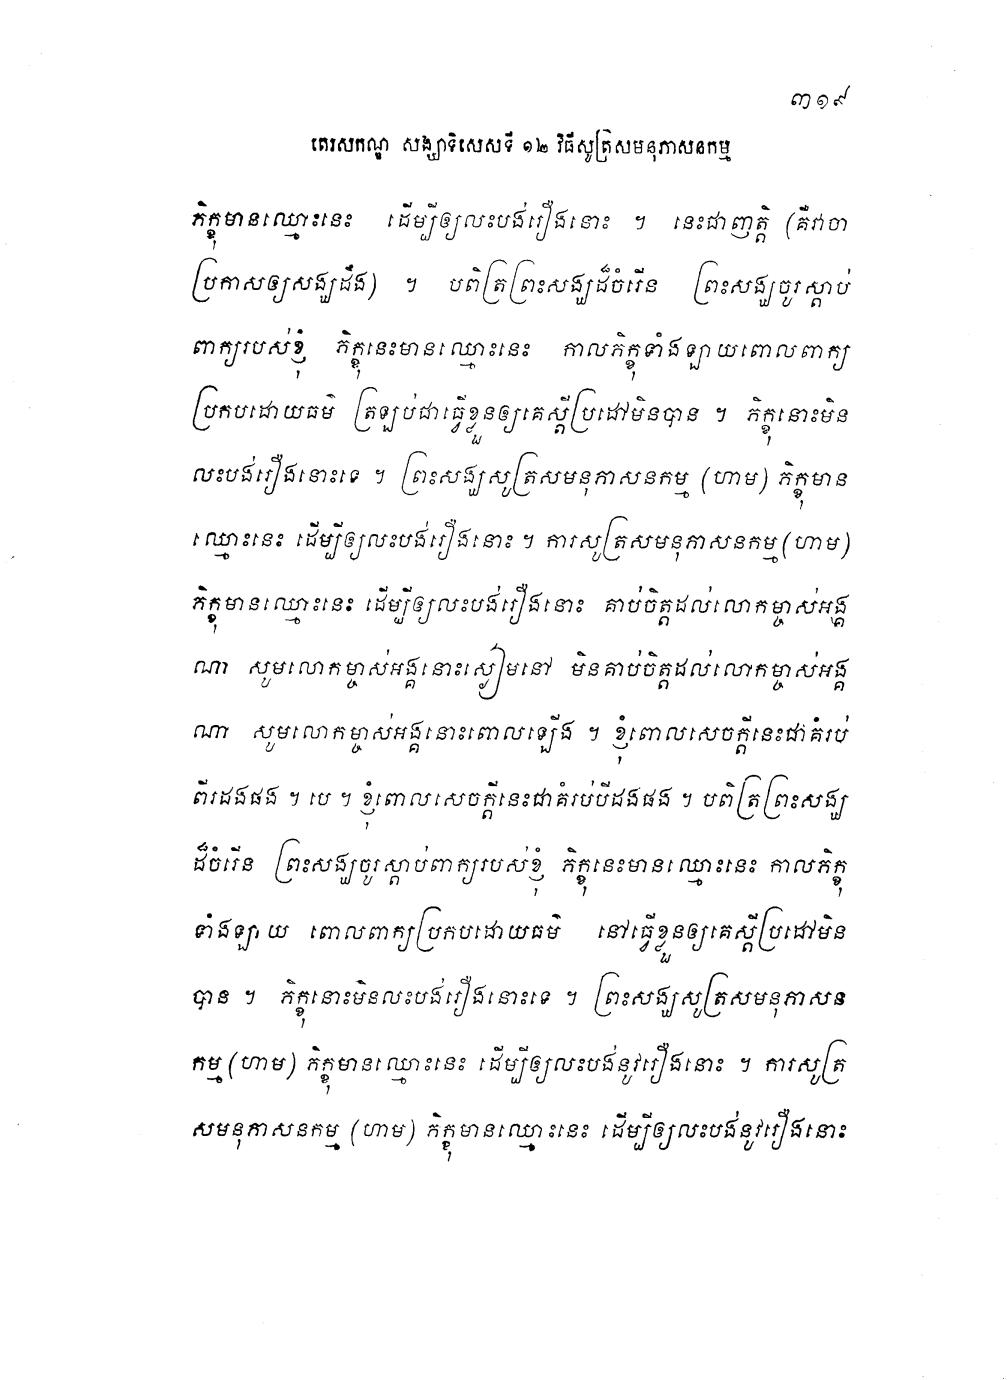 ៣១៩
តេរសកណ្ឌ សង្ឃាទិសេសទី ១២ វិធីសូត្រសមនុភាសនកម្ម
ភិក្ខុមានឈ្មោះនេះ ដើម្បីឲ្យលះបង់រឿងនោះ ។ នេះជាញត្តិ (គឺវាចា
ប្រកាសឲ្យសង្ឃដឹង) ។ បពិត្រព្រះសង្ឃដ៏ចំរើន ព្រះសង្ឃចូរស្តាប់
ពាក្យរបស់ខ្ញុំ ភិក្ខុនេះមានឈ្មោះនេះ កាលភិក្ខុទាំងឡាយពោលពាក្យ
ប្រកបដោយធម៌ ត្រឡប់ជាធ្វើខ្លួនឲ្យគេស្តីប្រដៅមិនបាន ។ ភិក្ខុនោះមិន
លះបង់រឿងនោះទេ ។ ព្រះសង្ឃសូត្រសមនុភាសនកម្ម (ហាម) ភិក្ខុមាន
ឈ្មោះនេះ ដើម្បីឲ្យលះបង់រឿងនោះ ។ ការសូត្រសមនុភាសនកម្ម(ហាម)
ភិក្ខុមានឈ្មោះនេះ ដើម្បីឲ្យលះបង់រឿងនោះ គាប់ចិត្តដល់លោកម្ចាស់អង្គ
ណា សូមលោកម្ចាស់អង្គនោះស្ងៀមនៅ មិនគាប់ចិត្តដល់លោកម្ចាស់អង្គ
ណា សូមលោកម្ចាស់អង្គនោះពោលឡើង ។ ខ្ញុំពោលសេចក្តីនេះជាគំរប់
ពីរដងផង ។ បេ ។ ខ្ញុំពោលសេចក្តីនេះជាគំរប់បីដងផង ។ បពិត្រព្រះសង្ឃ
ដ៏ចំរើន ព្រះសង្ឃចូរស្តាប់ពាក្យរបស់ខ្ញុំ ភិក្ខុនេះមានឈ្មោះនេះ កាលភិក្ខុ
ទាំងឡាយ ពោលពាក្យប្រកបដោយធម៌ នៅធ្វើខ្លួនឲ្យគេស្តីប្រដៅមិន
បាន ។ ភិក្ខុនោះមិនលះបង់រឿងនោះទេ ។ ព្រះសង្ឃសូត្រសមនុភាសន
កម្ម (ហាម) ភិក្ខុមានឈ្មោះនេះ ដើម្បីឲ្យលះបង់នូវរឿងនោះ ។ ការសូត្រ
សមនុភាសនកម្ម (ហាម) ភិក្ខុមានឈ្មោះនេះ ដើម្បីឲ្យលះបង់នូវរឿងនោះ